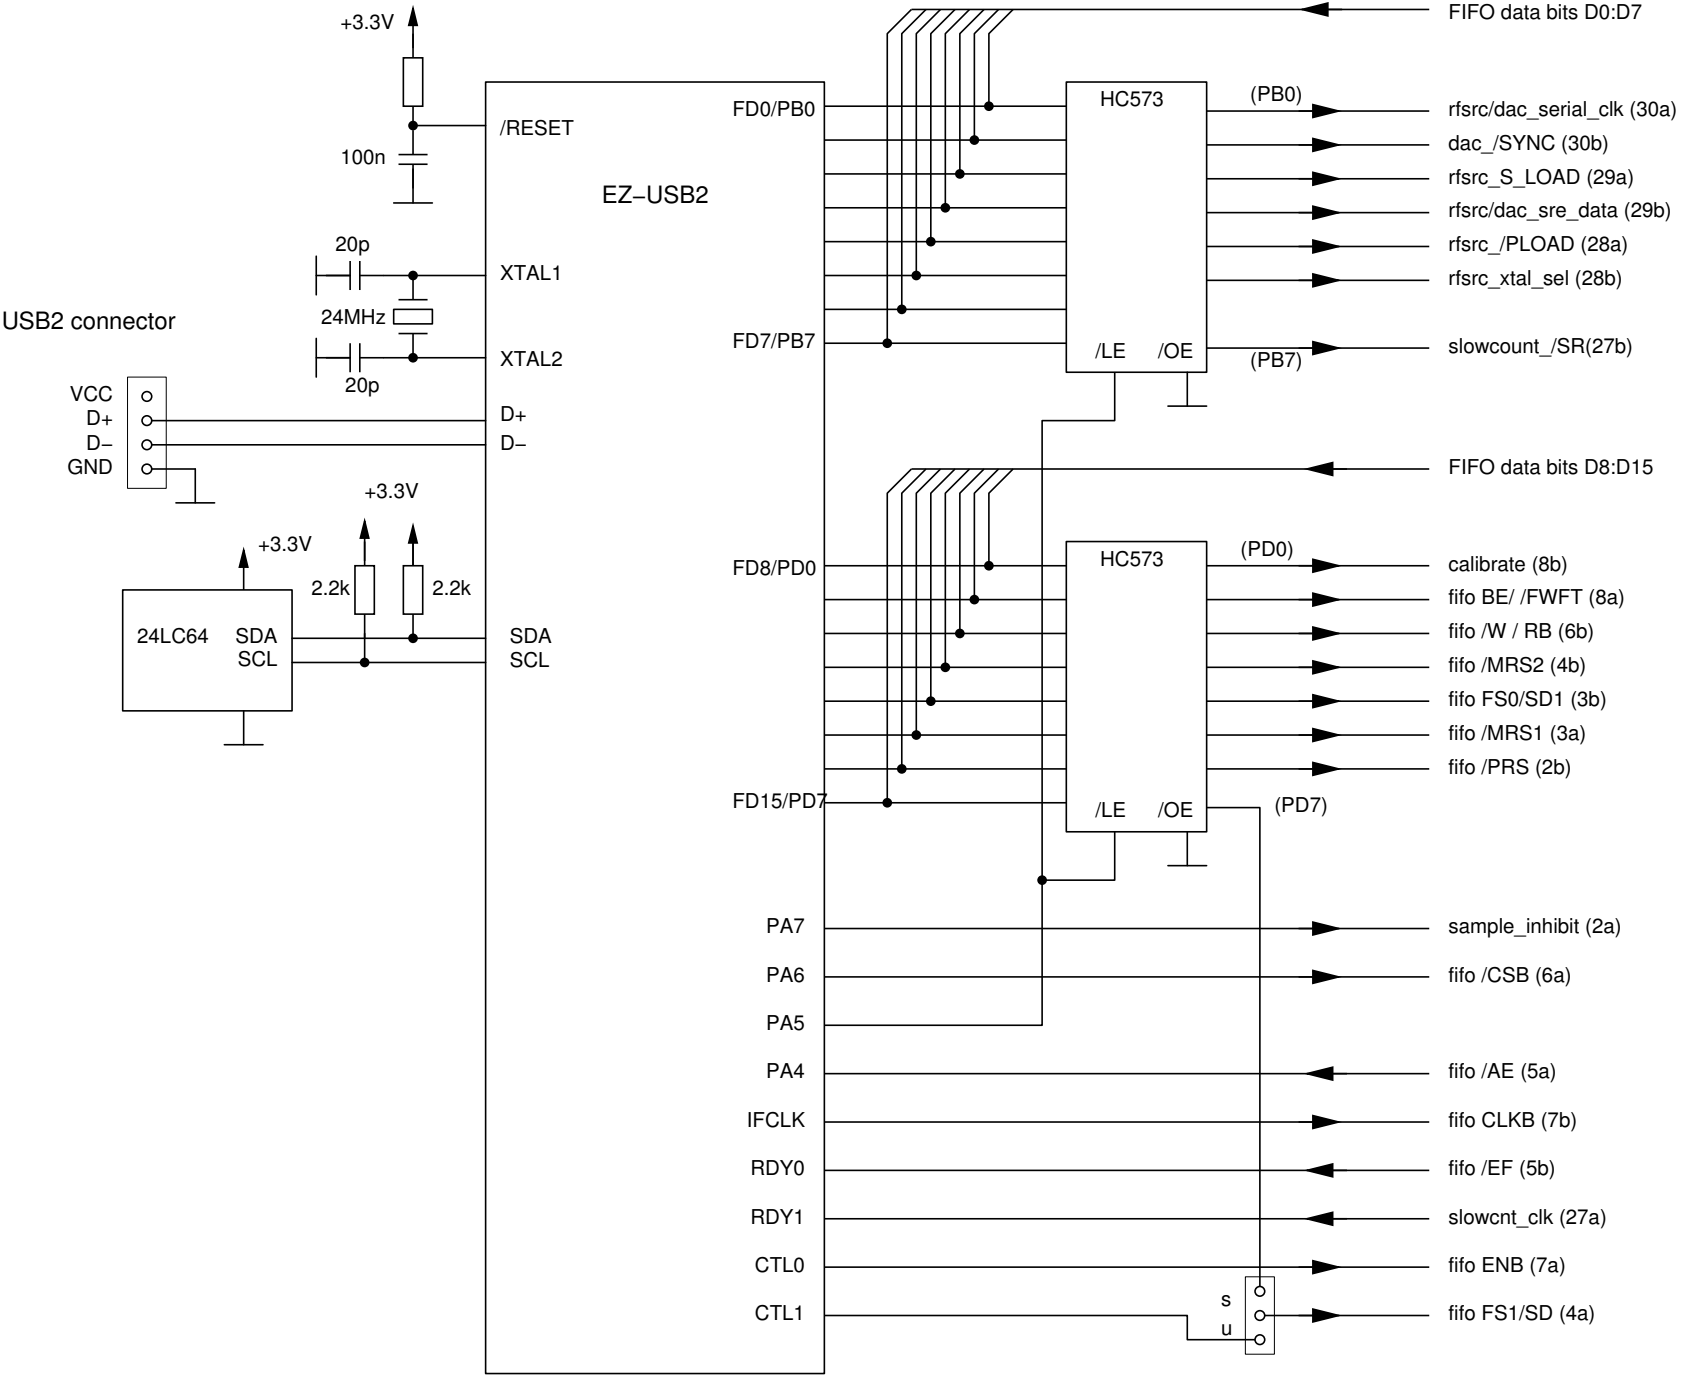 +3.3V
FIFO data bits D0:D7
FD0/PB0
HC573
(PB0)
rfsrc/dac_serial_clk (30a)
/RESET
dac_/SYNC (30b)
100n
rfsrc_S_LOAD (29a)
EZ−USB2
rfsrc/dac_sre_data (29b)
20p
rfsrc_/PLOAD (28a)
XTAL1
rfsrc_xtal_sel (28b)
USB2 connector
24MHz
FD7/PB7
/LE
/OE
slowcount_/SR(27b)
XTAL2
(PB7)
20p
VCC
D+
D+
D−
D−
GND
FIFO data bits D8:D15
+3.3V
+3.3V
(PD0)
HC573
FD8/PD0
calibrate (8b)
2.2k
2.2k
fifo BE/ /FWFT (8a)
24LC64
SDA
SDA
fifo /W / RB (6b)
SCL
SCL
fifo /MRS2 (4b)
fifo FS0/SD1 (3b)
fifo /MRS1 (3a)
fifo /PRS (2b)
FD15/PD7
/LE
/OE
(PD7)
PA7
sample_inhibit (2a)
PA6
fifo /CSB (6a)
PA5
PA4
fifo /AE (5a)
IFCLK
fifo CLKB (7b)
RDY0
fifo /EF (5b)
RDY1
slowcnt_clk (27a)
CTL0
fifo ENB (7a)
s
CTL1
fifo FS1/SD (4a)
u